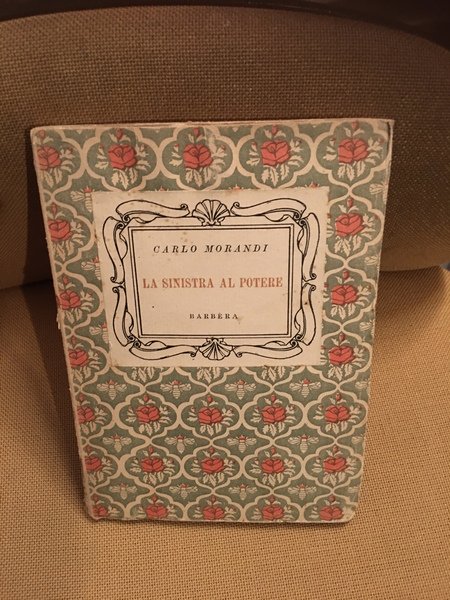 CARLO MORANDI
LA SINISTRA AL POTERE
BARBÈRA